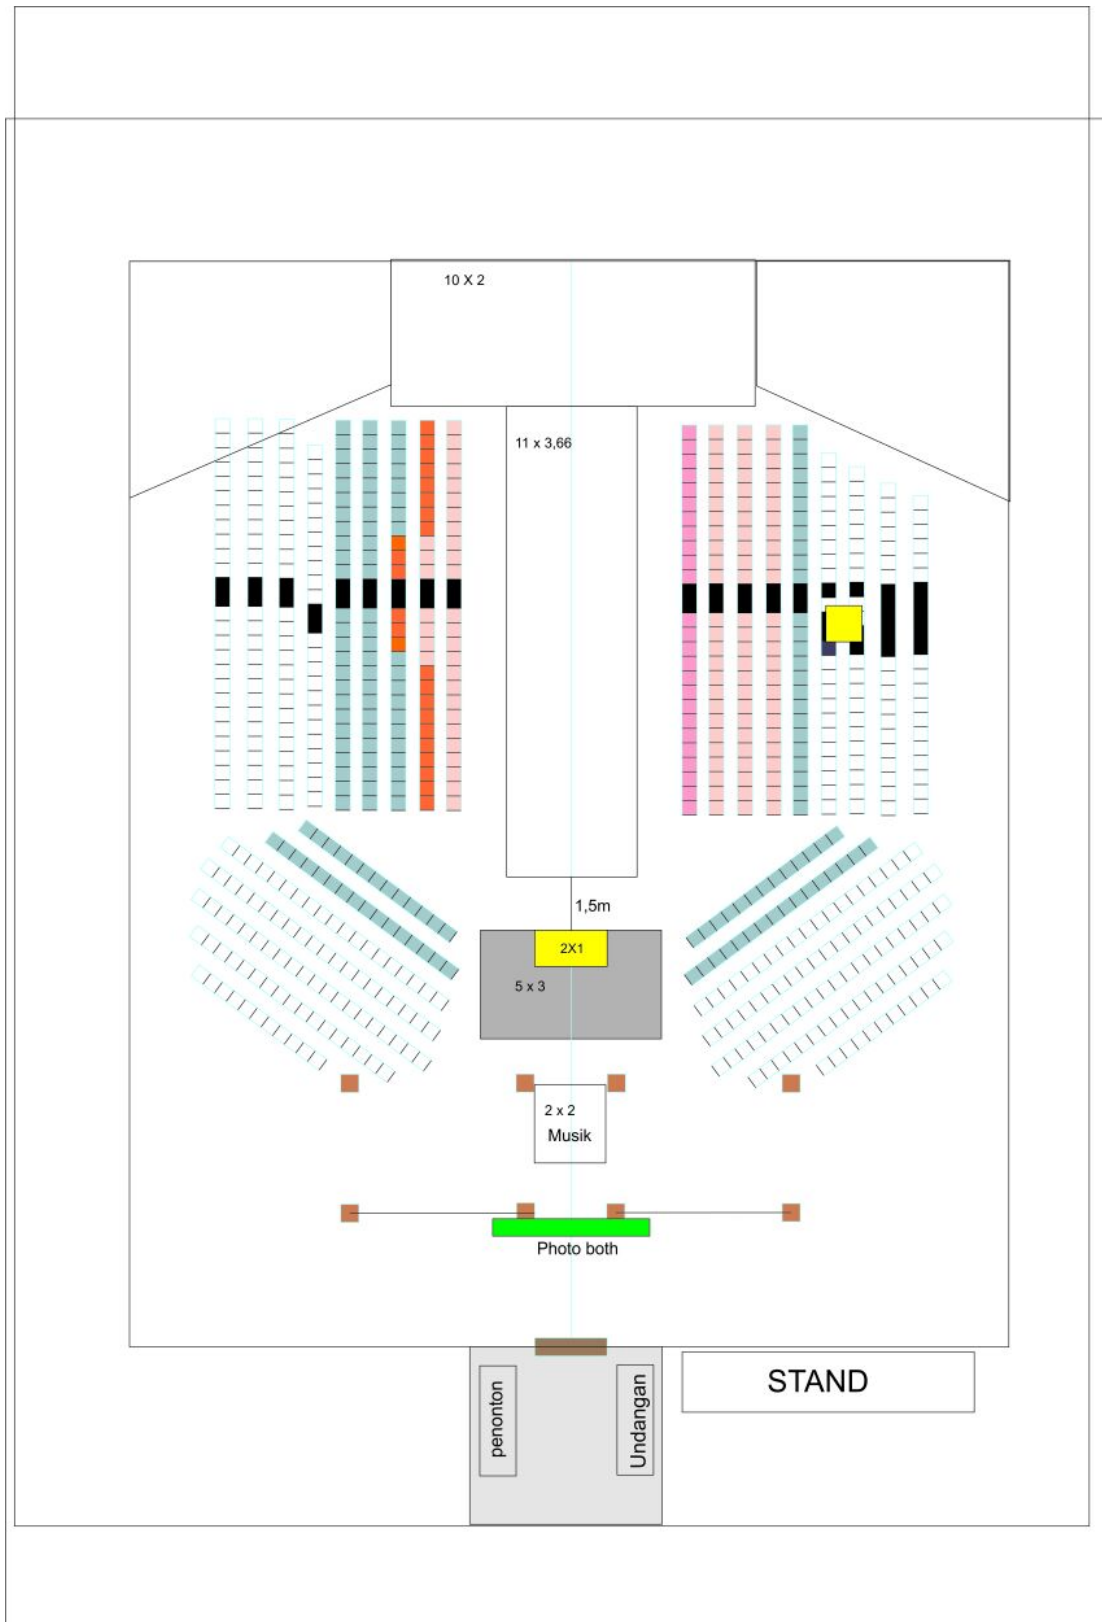 10 X 2
11 x 3,66
1,5m
2X1
5 x 3
2 x 2
Musik
Photo both
penonton
Undangan
STAND